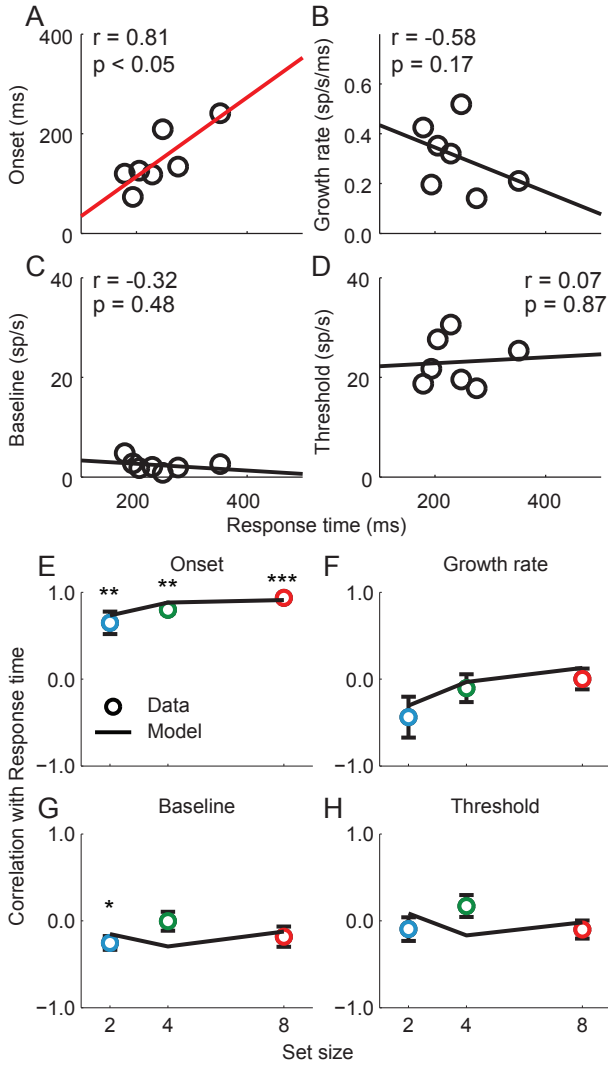 A
r = 0.81
p < 0.05
400
200
0
Onset
(ms)
B
r = -0.58
p = 0.17
0.8
0.6
0.4
0.2
0.0
Growth rate (sp/s/ms)
C
r = -0.32
p = 0.48
40
20
0
Baseline
(sp/s)
200
400
D
r = 0.07
p = 0.87
40
20
0
Threshold
(sp/s)
200
400
Response time (ms)
E
Onset
1.0
0.0
−1.0
**
**
***
Data
Model
F
Growth rate
1.0
0.0
−1.0
G
Baseline
1.0
0.0
−1.0
*
2
4
8
H
Threshold
1.0
0.0
−1.0
2
4
8
Correlation with Response time
Set size